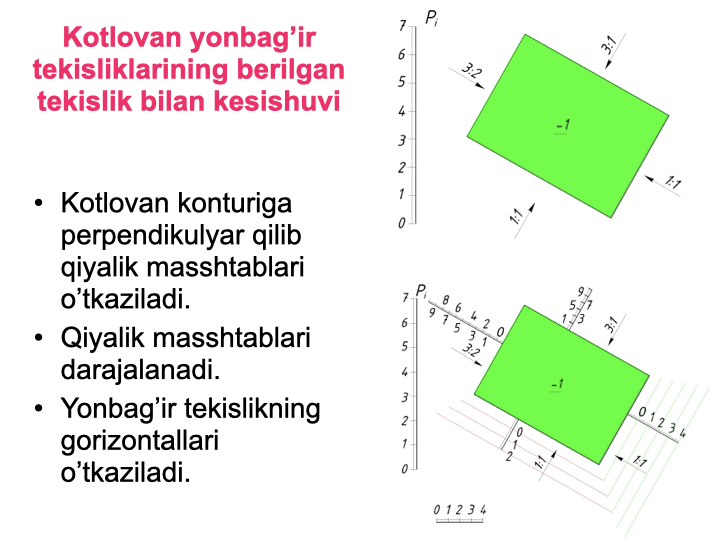 Kotlovan yonbag’ir
tekisliklarining berilgan
tekislik bilan kesishuvi
• Kotlovan konturiga
perpendikulyar qilib
qiyalik masshtablari
o’tkaziladi.
• Qiyalik masshtablari
darajalanadi.
• Yonbag’ir tekislikning
gorizontallari
o’tkaziladi.
7 Pi
6
5
4
3
2
1
0
3:2
3:1
-1
1:1
1:1
7 Pi
6
5
4
3
2
1
0
8 6 4 2 0
9 7 5 3 1
3:2
9
5 7
1 3
3:1
-1
0 1 2 3 4
0
1
2
1:1
1:1
0 1 2 3 4